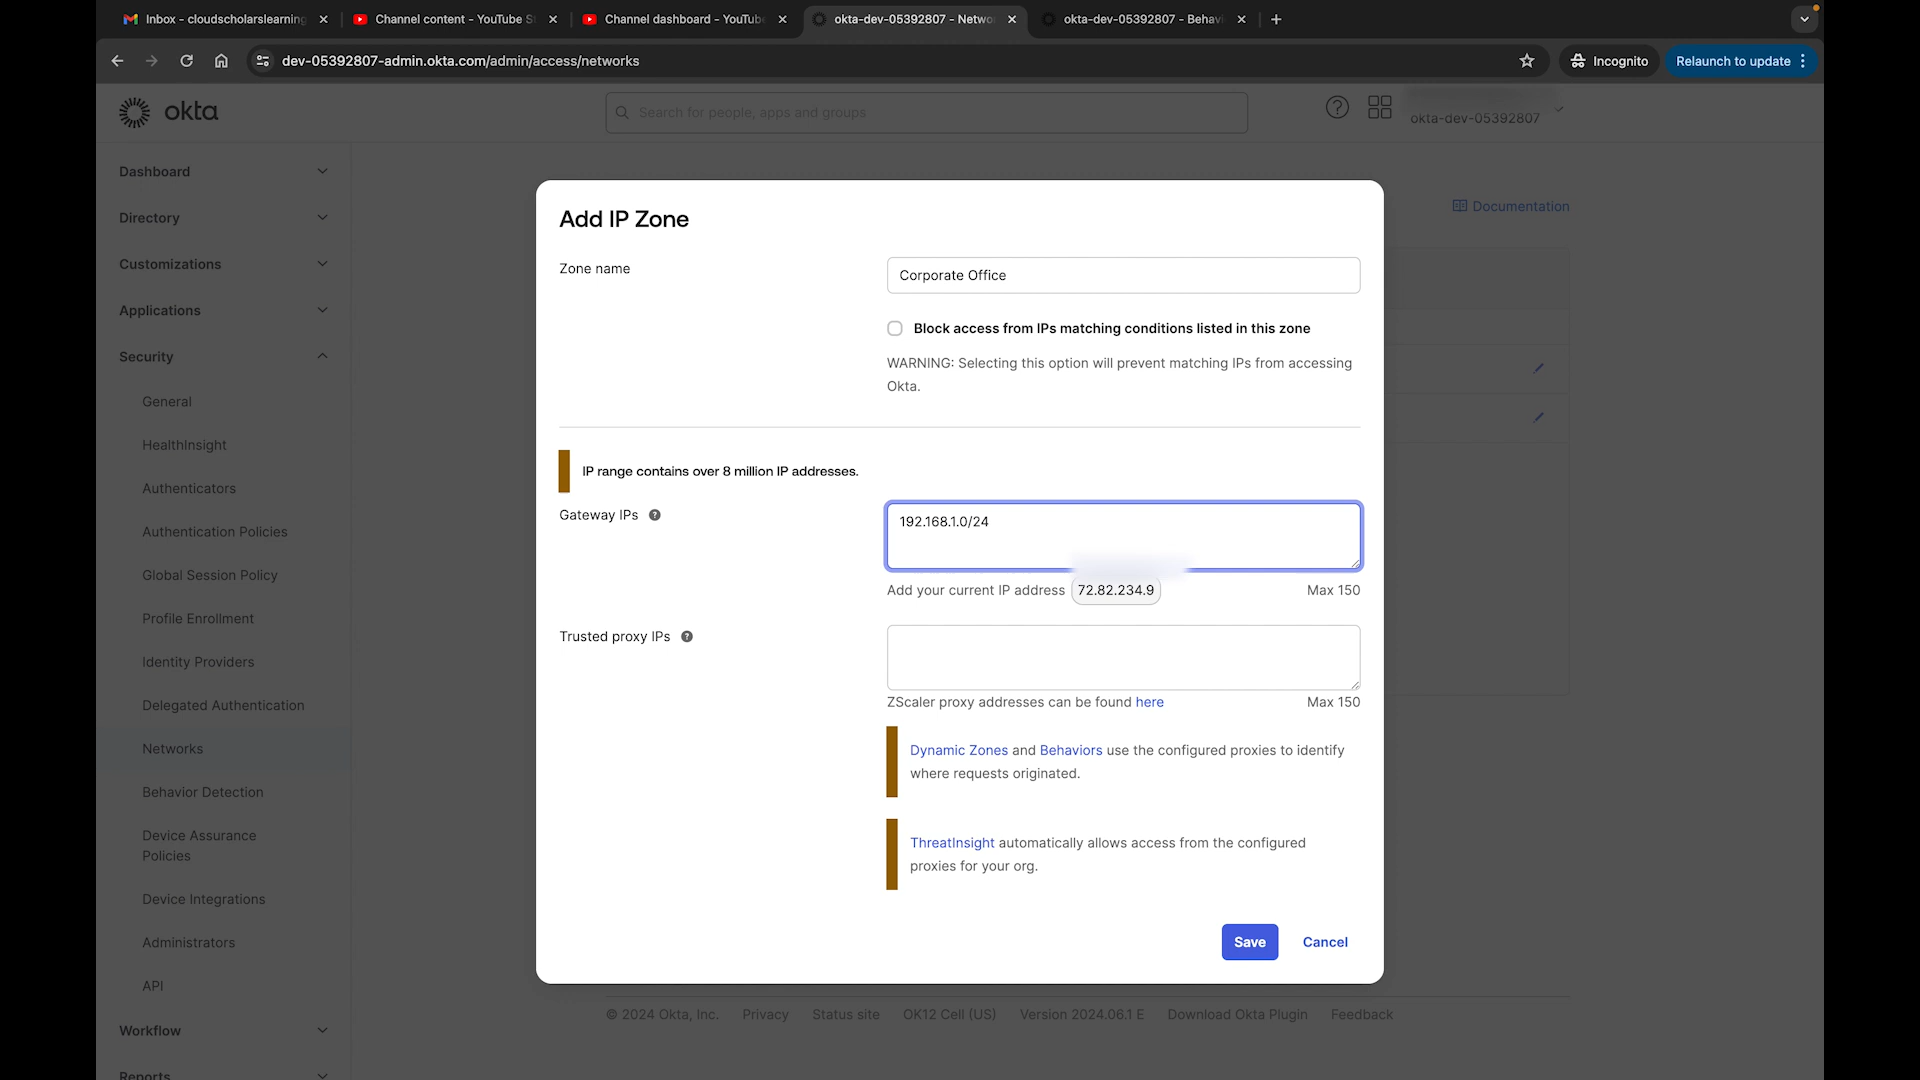 Inbox - cloudscholarslearning
Channel content - YouTube S
Channel dashboard - YouTube
okta-dev-05392807 - Netwo
okta-dev-05392807 - Behavi
dev-05392807-admin.okta.com/admin/access/networks
Incognito
Relaunch to update
okta
Search for people, apps and groups
okta-dev-05392807
Dashboard
Directory
Customizations
Applications
Security
General
HealthInsight
Authenticators
Authentication Policies
Global Session Policy
Profile Enrollment
Identity Providers
Delegated Authentication
Networks
Behavior Detection
Device Assurance
Policies
Device Integrations
Administrators
API
Workflow
Reports
Documentation
Add IP Zone
Zone name
Corporate Office
Block access from IPs matching conditions listed in this zone
WARNING: Selecting this option will prevent matching IPs from accessing
Okta.
IP range contains over 8 million IP addresses.
Gateway IPs
192.168.1.0/24
Add your current IP address 72.82.234.9 Max 150
Trusted proxy IPs
ZScaler proxy addresses can be found here Max 150
Dynamic Zones and Behaviors use the configured proxies to identify
where requests originated.
ThreatInsight automatically allows access from the configured
proxies for your org.
Save Cancel
© 2024 Okta, Inc. Privacy Status site OK12 Cell (US) Version 2024.06.1 E Download Okta Plugin Feedback